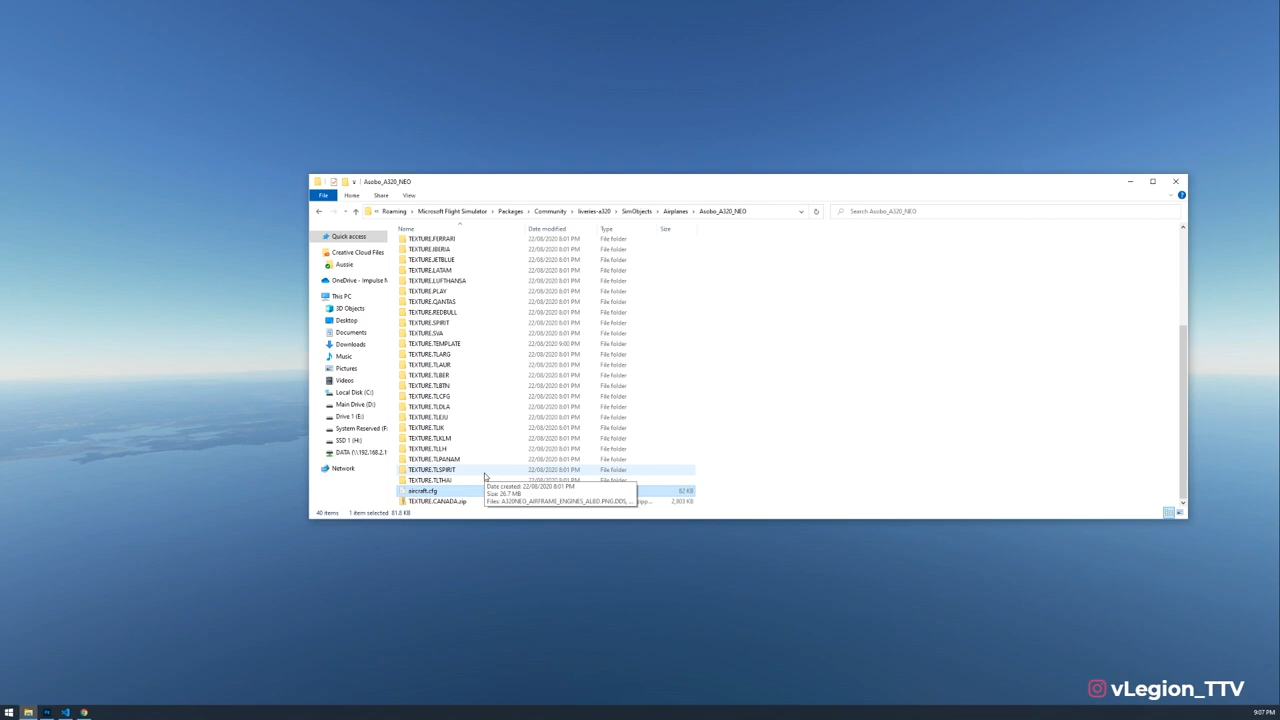 Asobo_A320_NEO
File Home Share View
Roaming Microsoft Flight Simulator Packages Community liveries-a320 SimObjects Airplanes Asobo_A320_NEO
Search Asobo_A320_NEO
Quick access
Creative Cloud Files
Aussie
OneDrive - Impulse N
This PC
3D Objects
Desktop
Documents
Downloads
Music
Pictures
Videos
Local Disk (C:)
Main Drive (D:)
Drive 1 (E:)
System Reserved (F:
SSD 1 (H:)
DATA (\\192.168.2.1
Network
Name Date modified Type Size
TEXTURE.FERRARI 22/08/2020 8:01 PM File folder
TEXTURE.IBERIA 22/08/2020 8:01 PM File folder
TEXTURE.JETBLUE 22/08/2020 8:01 PM File folder
TEXTURE.LATAM 22/08/2020 8:01 PM File folder
TEXTURE.LUFTHANSA 22/08/2020 8:01 PM File folder
TEXTURE.PLAY 22/08/2020 8:01 PM File folder
TEXTURE.QANTAS 22/08/2020 8:01 PM File folder
TEXTURE.REDBULL 22/08/2020 8:01 PM File folder
TEXTURE.SPIRIT 22/08/2020 8:01 PM File folder
TEXTURE.SVA 22/08/2020 8:01 PM File folder
TEXTURE.TEMPLATE 22/08/2020 9:00 PM File folder
TEXTURE.TLARG 22/08/2020 8:01 PM File folder
TEXTURE.TLAUR 22/08/2020 8:01 PM File folder
TEXTURE.TLBER 22/08/2020 8:01 PM File folder
TEXTURE.TLBTN 22/08/2020 8:01 PM File folder
TEXTURE.TLCFG 22/08/2020 8:01 PM File folder
TEXTURE.TLDLA 22/08/2020 8:01 PM File folder
TEXTURE.TLEJU 22/08/2020 8:01 PM File folder
TEXTURE.TLIK 22/08/2020 8:01 PM File folder
TEXTURE.TLKLM 22/08/2020 8:01 PM File folder
TEXTURE.TLLH 22/08/2020 8:01 PM File folder
TEXTURE.TLPANAM 22/08/2020 8:01 PM File folder
TEXTURE.TLSPIRIT 22/08/2020 8:01 PM File folder
TEXTURE.TLTHAI 22/08/2020 8:01 PM File folder
aircraft.cfg 82 KB
TEXTURE.CANADA.zip 2,903 KB
Date created: 22/08/2020 8:01 PM
Size: 26.7 MB
Files: A320NEO_AIRFRAME_ENGINES_ALBD.PNG.DDS, ...
40 items 1 item selected 81.8 KB
vLegion_TTV
9:07 PM